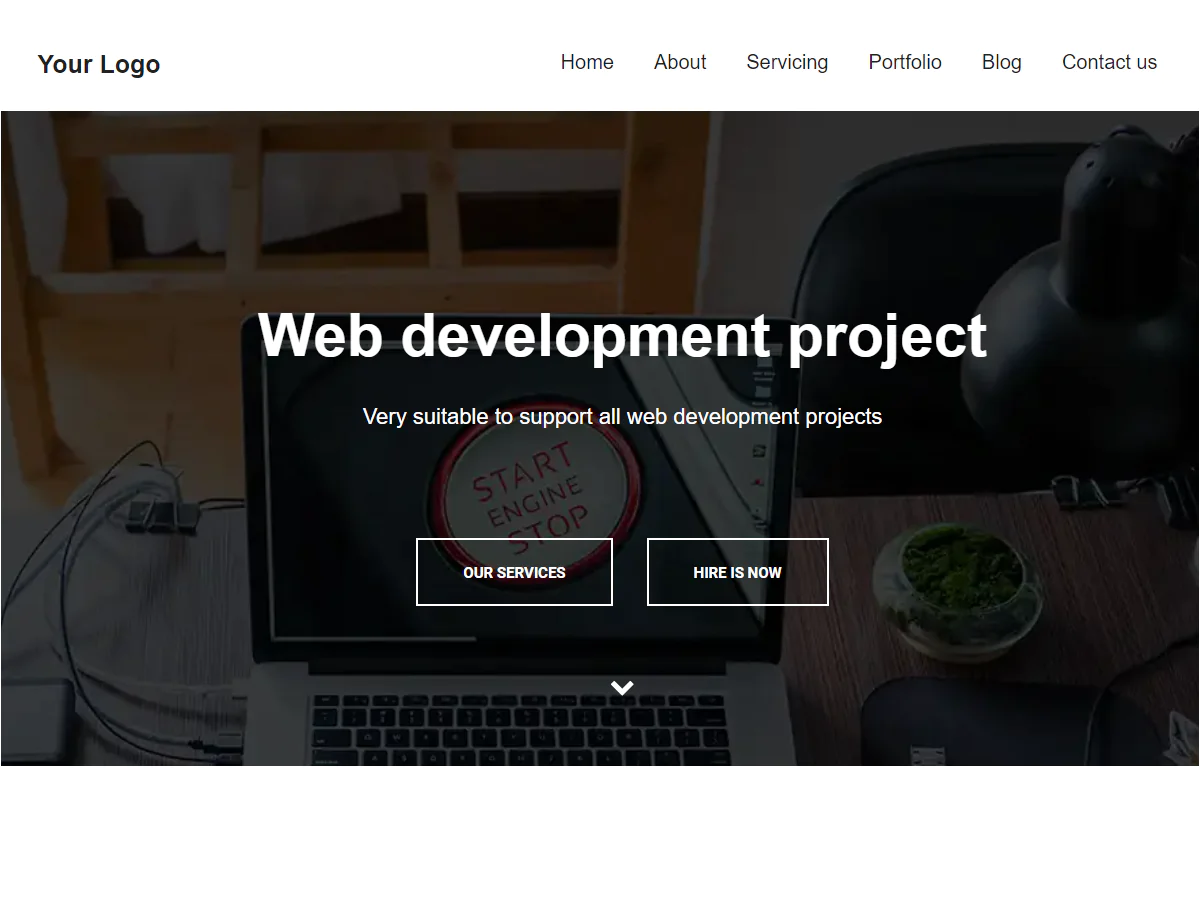 Your Logo
Home About Servicing Portfolio Blog Contact us
Web development project
Very suitable to support all web development projects
START
ENGINE
STOP
OUR SERVICES HIRE IS NOW